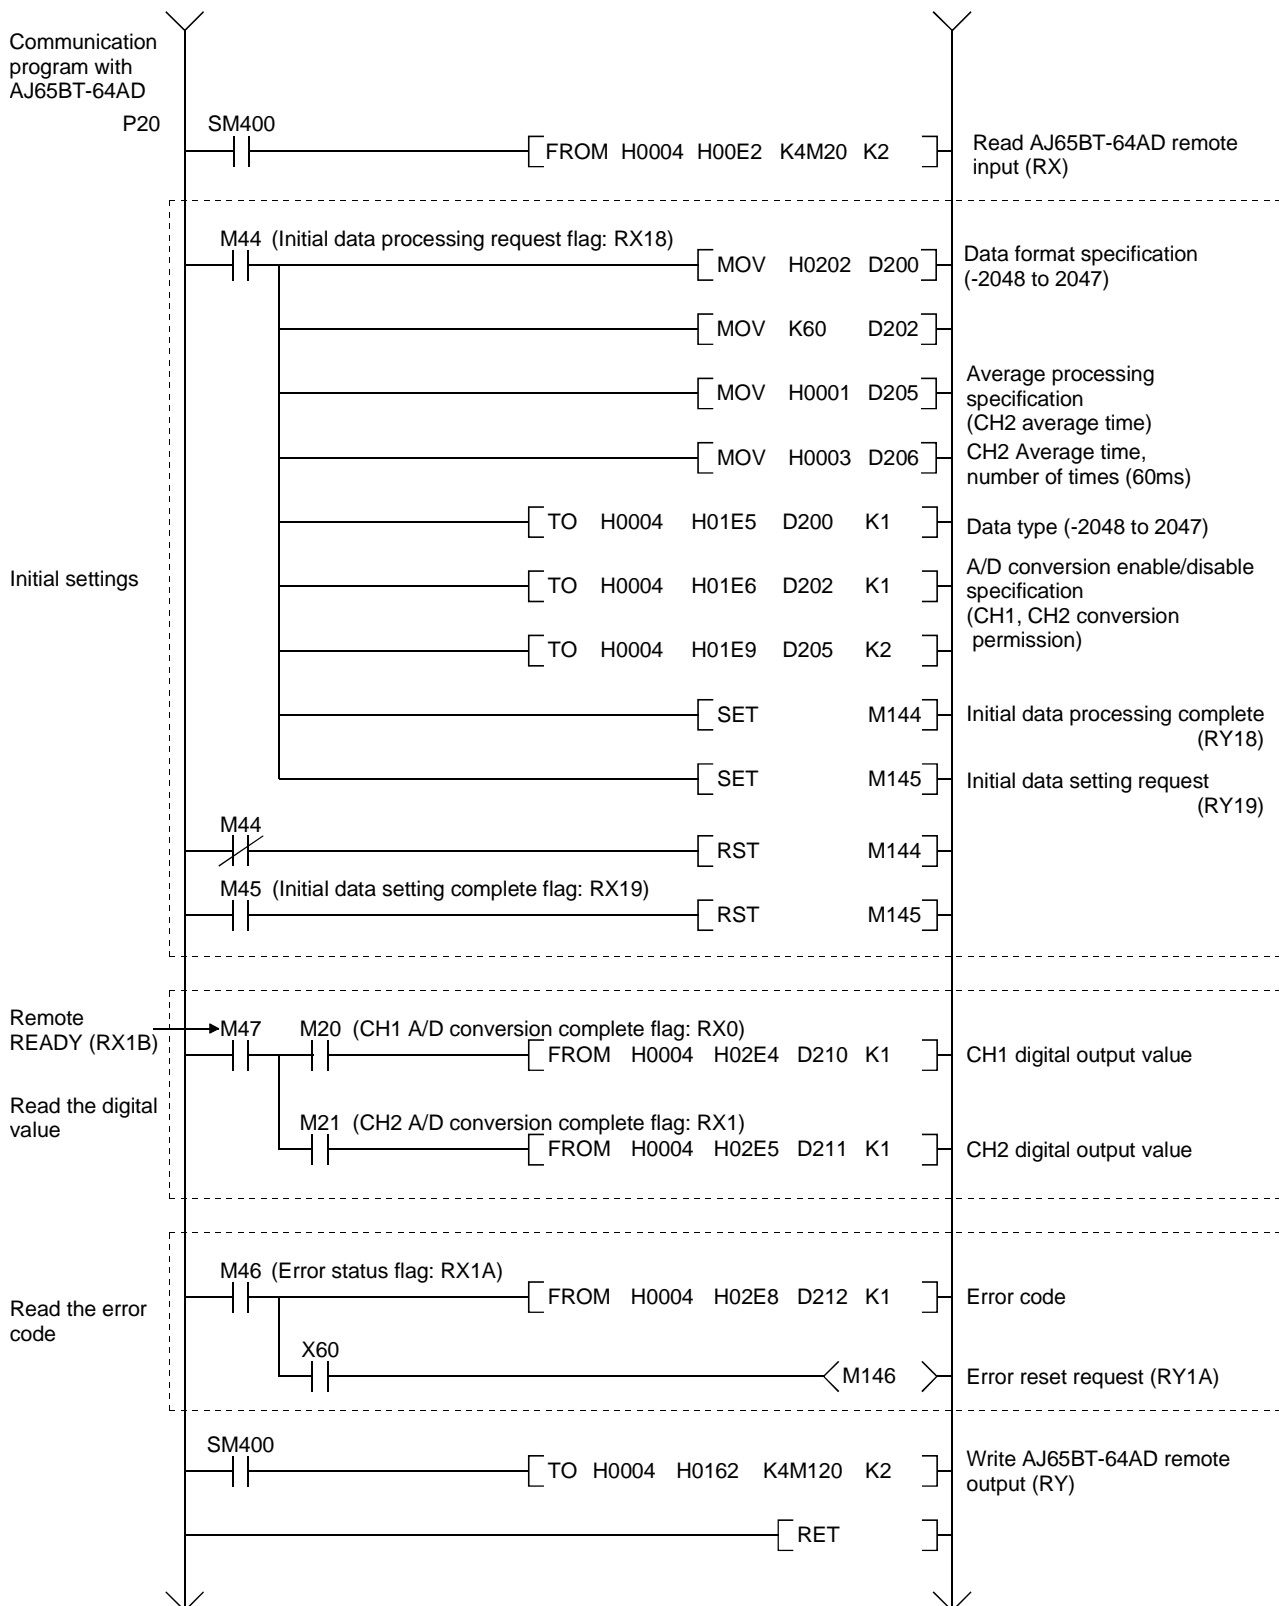 Communication
program with
AJ65BT-64AD
P20
SM400
FROM H0004 H00E2 K4M20 K2
Read AJ65BT-64AD remote
input (RX)
M44 (Initial data processing request flag: RX18)
MOV H0202 D200
Data format specification
(-2048 to 2047)
MOV K60 D202
MOV H0001 D205
Average processing
specification
(CH2 average time)
MOV H0003 D206
CH2 Average time,
number of times (60ms)
TO H0004 H01E5 D200 K1
Data type (-2048 to 2047)
Initial settings
TO H0004 H01E6 D202 K1
A/D conversion enable/disable
specification
(CH1, CH2 conversion
permission)
TO H0004 H01E9 D205 K2
SET M144
Initial data processing complete
(RY18)
SET M145
Initial data setting request
(RY19)
M44
RST M144
M45 (Initial data setting complete flag: RX19)
RST M145
Remote
READY (RX1B)
M47 M20 (CH1 A/D conversion complete flag: RX0)
FROM H0004 H02E4 D210 K1
CH1 digital output value
Read the digital
value
M21 (CH2 A/D conversion complete flag: RX1)
FROM H0004 H02E5 D211 K1
CH2 digital output value
M46 (Error status flag: RX1A)
FROM H0004 H02E8 D212 K1
Error code
Read the error
code
X60
M146
Error reset request (RY1A)
SM400
TO H0004 H0162 K4M120 K2
Write AJ65BT-64AD remote
output (RY)
RET